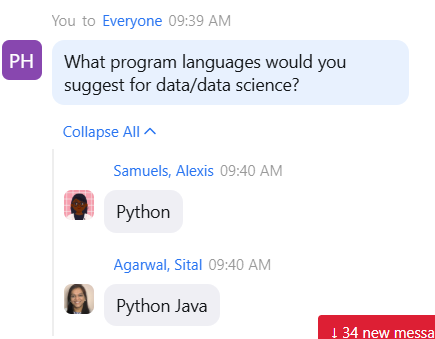 You to Everyone 09:39 AM
PH
What program languages would you
suggest for data/data science?
Collapse All
Samuels, Alexis 09:40 AM
Python
Agarwal, Sital 09:40 AM
Python Java
↓ 34 new messa